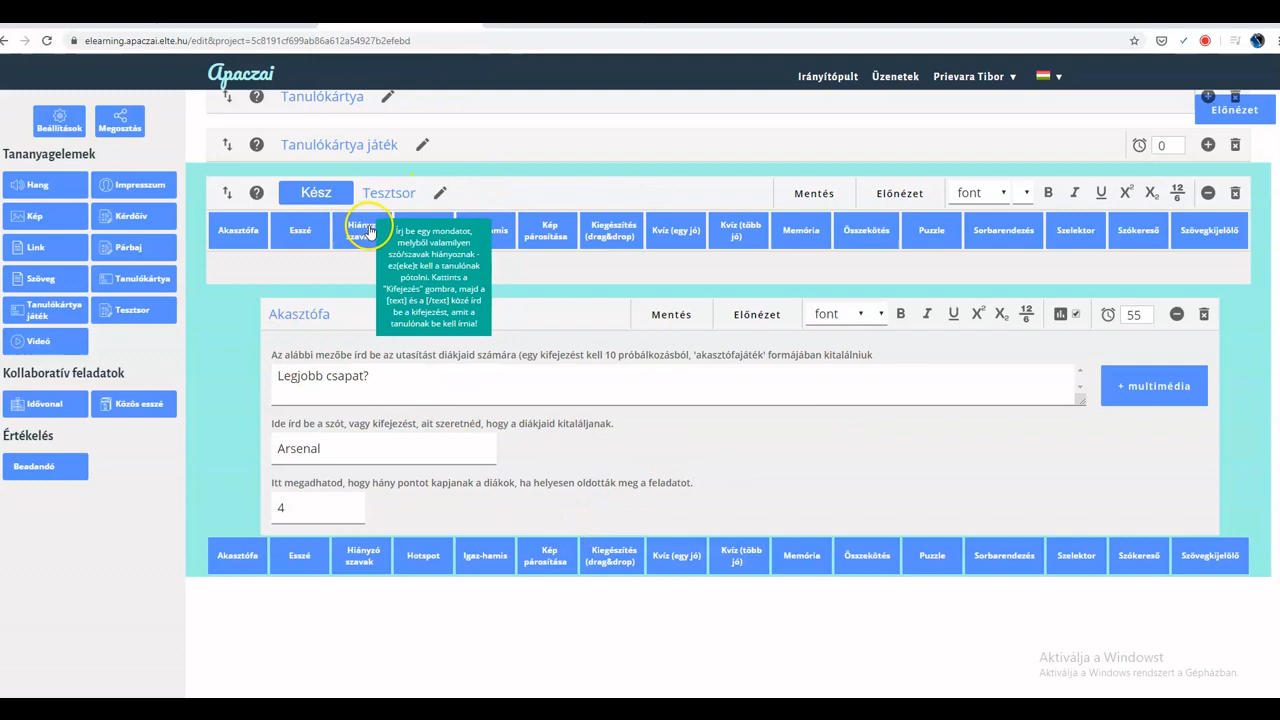 elearning.apaczai.elte.hu/edit&project=5c8191cf699ab86a612a54927b2efebd
Apaczai
Irányítópult Üzenetek Prievara Tibor
Beállítások Megosztás
Tananyagelemek
Hang Impresszum
Kép Kérdőív
Link Párbaj
Szöveg Tanulókártya
Tanulókártya játék Tesztsor
Videó
Kollaboratív feladatok
Idővonal Közös esszé
Értékelés
Beadandó
Tanulókártya
Előnézet
Tanulókártya játék 0
Kész Tesztsor Mentés Előnézet font B I U X² X₂ 12/6
Akasztófa Esszé Kép párosítása Kiegészítés (drag&drop) Kvíz (egy jó) Kvíz (több jó) Memória Összekötés Puzzle Sorbarendezés Szelektor Szókereső Szövegkijelölő
Írj be egy mondatot,
melyből valamilyen
szó/szavak hiányoznak -
ez(eke)t kell a tanulónak
pótolni. Kattints a
"Kifejezés" gombra, majd a
[text] és a [/text] közé írd
be a kifejezést, amit a
tanulónak be kell írnia!
Akasztófa Mentés Előnézet font B I U X² X₂ 12/6 55
Az alábbi mezőbe írd be az utasítást diákjaid számára (egy kifejezést kell 10 próbálkozásból, 'akasztófajáték' formájában kitalálniuk
Legjobb csapat?
+ multimédia
Ide írd be a szót, vagy kifejezést, ait szeretnéd, hogy a diákjaid kitaláljanak.
Arsenal
Itt megadhatod, hogy hány pontot kapjanak a diákok, ha helyesen oldották meg a feladatot.
4
Akasztófa Esszé Hiányzó szavak Hotspot Igaz-hamis Kép párosítása Kiegészítés (drag&drop) Kvíz (egy jó) Kvíz (több jó) Memória Összekötés Puzzle Sorbarendezés Szelektor Szókereső Szövegkijelölő
Aktiválja a Windowst
Aktiválja a Windows rendszert a Gépházban.